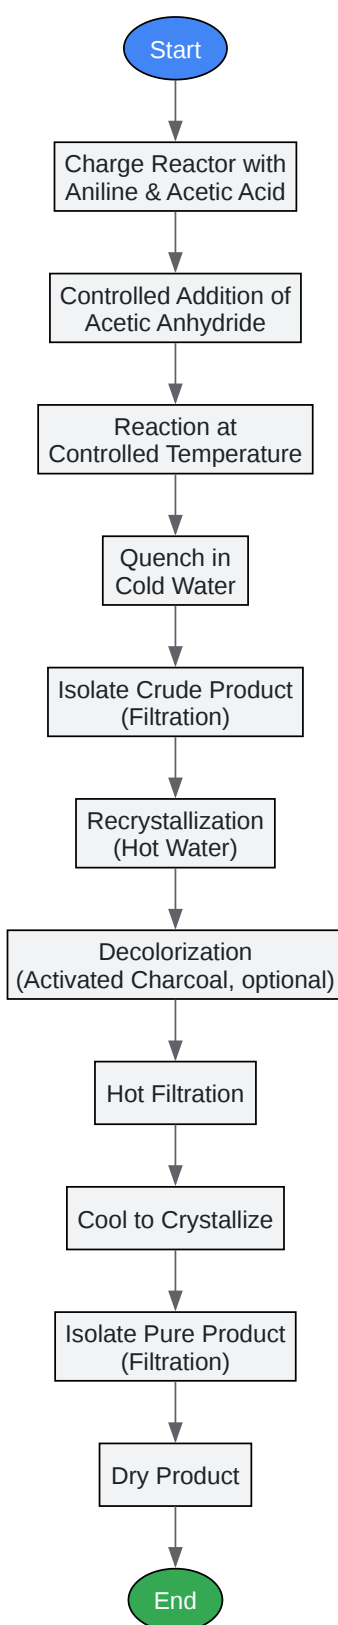 Start
Charge Reactor with
Aniline & Acetic Acid
Controlled Addition of
Acetic Anhydride
Reaction at
Controlled Temperature
Quench in
Cold Water
Isolate Crude Product
(Filtration)
Recrystallization
(Hot Water)
Decolorization
(Activated Charcoal, optional)
Hot Filtration
Cool to Crystallize
Isolate Pure Product
(Filtration)
Dry Product
End